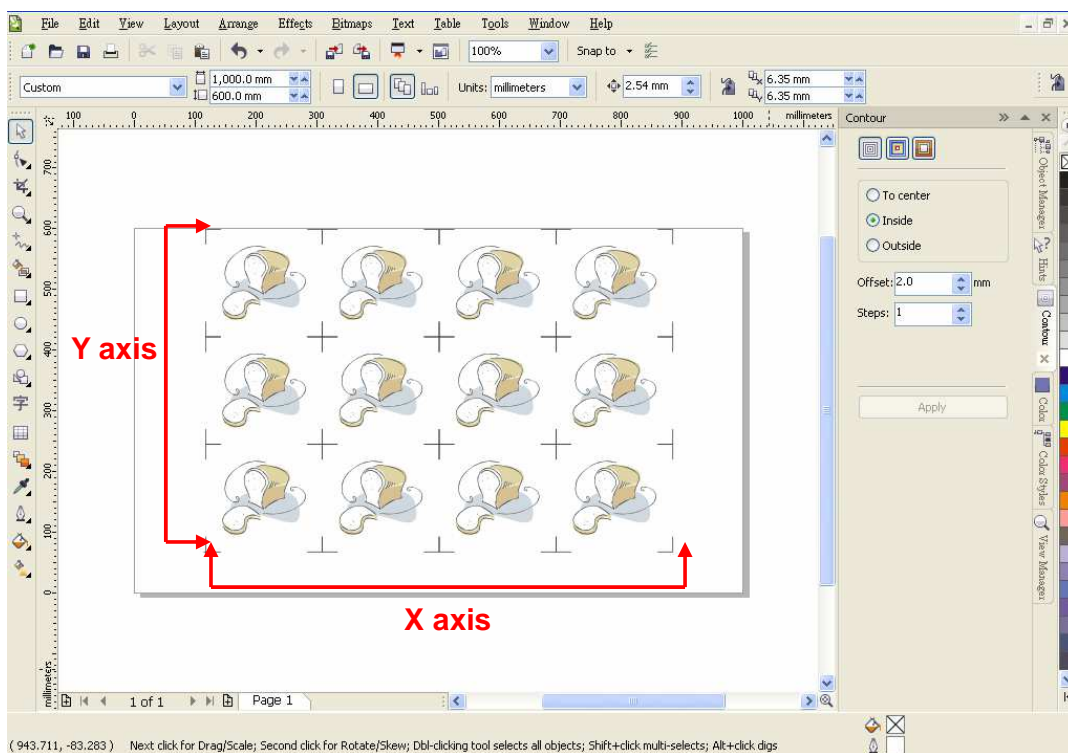 File Edit View Layout Arrange Effects Bitmaps Text Table Tools Window Help
100% Snap to
Custom 1,000.0 mm 600.0 mm Units: millimeters 2.54 mm 6.35 mm 6.35 mm
100 0 100 200 300 400 500 600 700 800 900 1000 millimeters
Contour
To center
Inside
Outside
Offset: 2.0 mm
Steps: 1
Apply
Object Manager
Hints
Contour
Color
Color Styles
View Manager
字
700
600
500
400
300
200
100
0
millimeters
Y axis
X axis
1 of 1 Page 1
( 943.711, -83.283 ) Next click for Drag/Scale; Second click for Rotate/Skew; Dbl-clicking tool selects all objects; Shift+click multi-selects; Alt+click digs